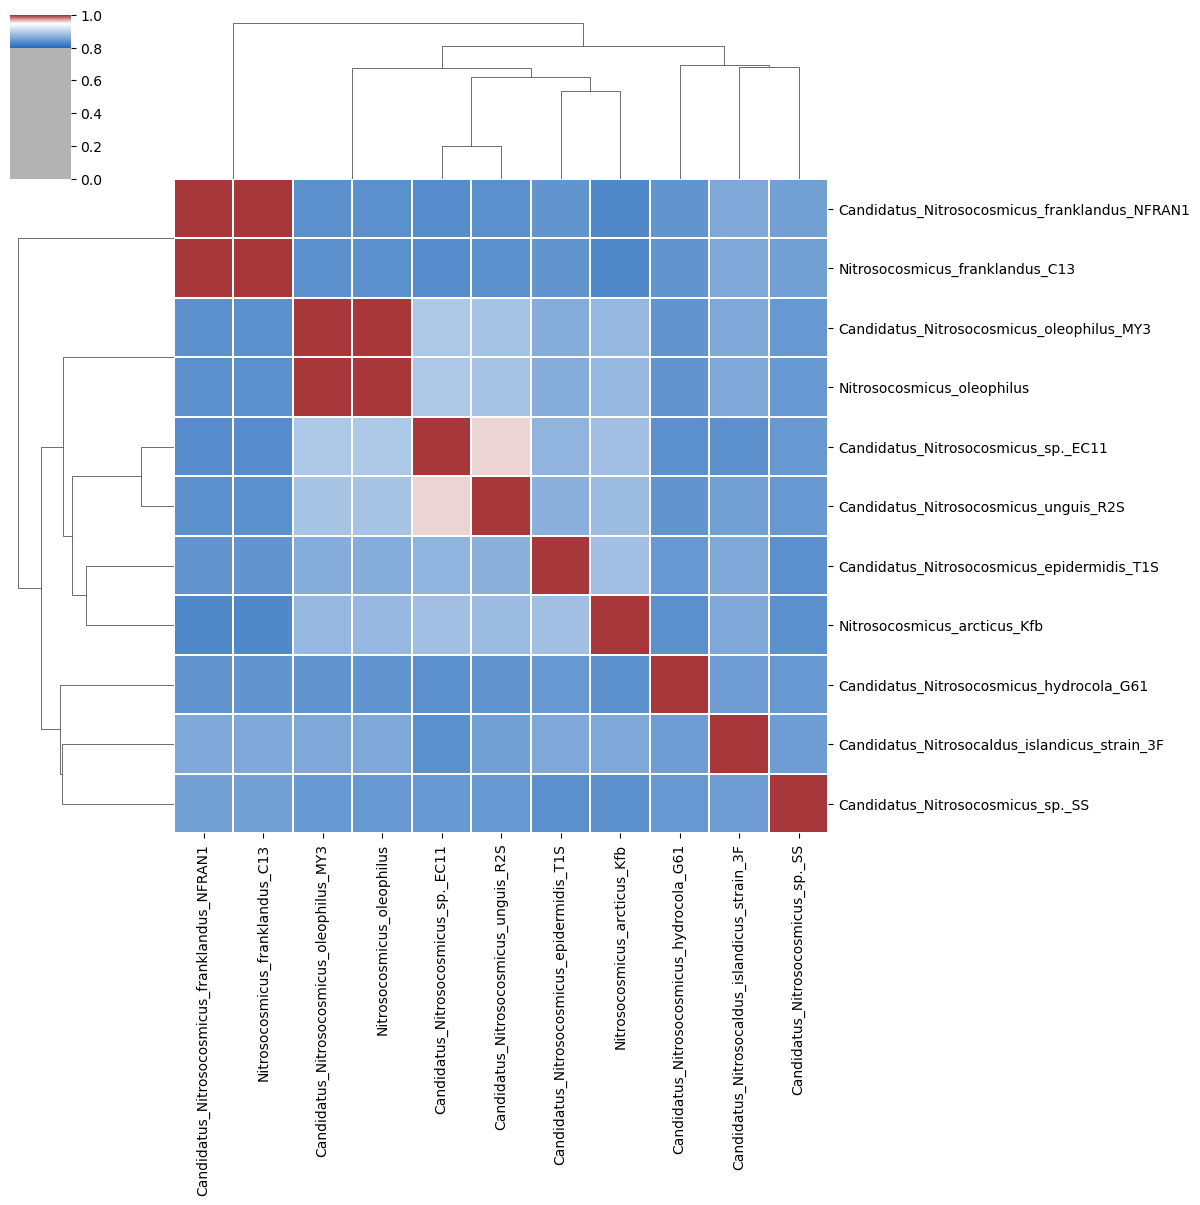 1.0
0.8
0.6
0.4
0.2
0.0
Candidatus_Nitrosocosmicus_franklandus_NFRAN1
Nitrosocosmicus_franklandus_C13
Candidatus_Nitrosocosmicus_oleophilus_MY3
Nitrosocosmicus_oleophilus
Candidatus_Nitrosocosmicus_sp._EC11
Candidatus_Nitrosocosmicus_unguis_R2S
Candidatus_Nitrosocosmicus_epidermidis_T1S
Nitrosocosmicus_arcticus_Kfb
Candidatus_Nitrosocosmicus_hydrocola_G61
Candidatus_Nitrosocaldus_islandicus_strain_3F
Candidatus_Nitrosocosmicus_sp._SS
Candidatus_Nitrosocosmicus_franklandus_NFRAN1
Nitrosocosmicus_franklandus_C13
Candidatus_Nitrosocosmicus_oleophilus_MY3
Nitrosocosmicus_oleophilus
Candidatus_Nitrosocosmicus_sp._EC11
Candidatus_Nitrosocosmicus_unguis_R2S
Candidatus_Nitrosocosmicus_epidermidis_T1S
Nitrosocosmicus_arcticus_Kfb
Candidatus_Nitrosocosmicus_hydrocola_G61
Candidatus_Nitrosocaldus_islandicus_strain_3F
Candidatus_Nitrosocosmicus_sp._SS